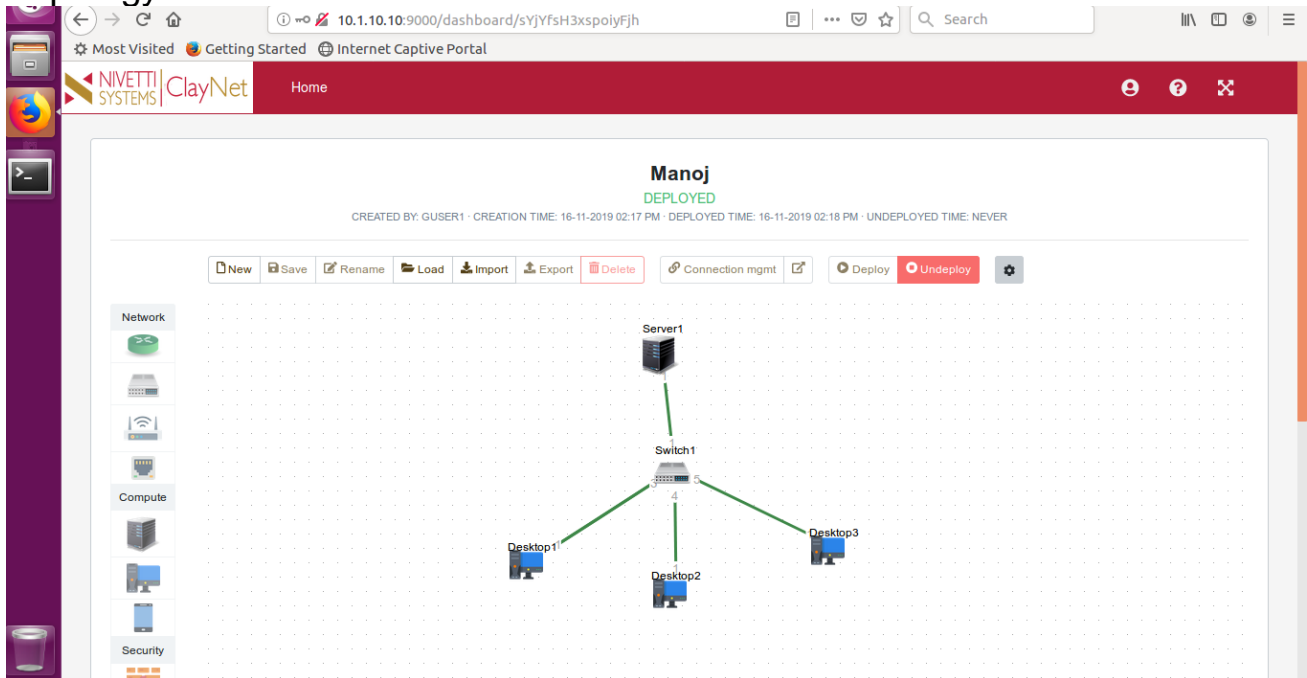 10.1.10.10:9000/dashboard/sYjYfsH3xspoiyFjh Search
Most Visited Getting Started Internet Captive Portal
NIVETTI SYSTEMS ClayNet Home
Manoj
DEPLOYED
CREATED BY: GUSER1 · CREATION TIME: 16-11-2019 02:17 PM · DEPLOYED TIME: 16-11-2019 02:18 PM · UNDEPLOYED TIME: NEVER
New Save Rename Load Import Export Delete Connection mgmt Deploy Undeploy
Network
Server1
1
1
Switch1
3 5
4
Compute
Desktop1 1
Desktop3
1
Desktop2
Security